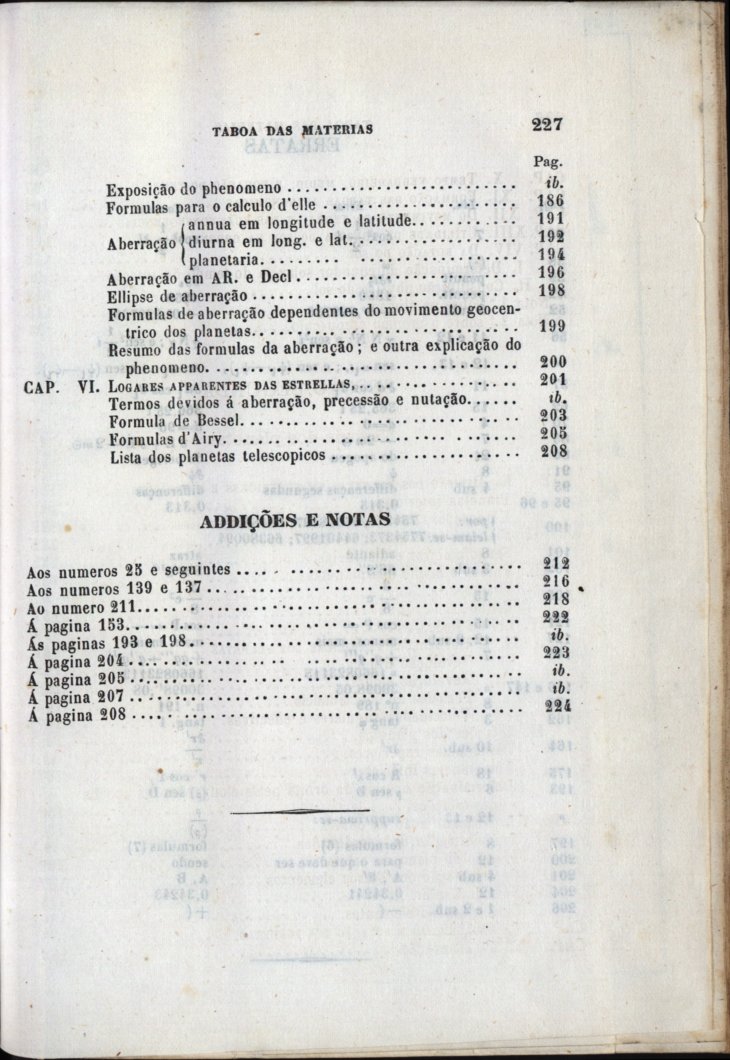 TABOA DAS MATERIAS 227
Pag.
Exposição do phenomeno ........................ ib.
Formulas para o calculo d'elle ........................ 186
annua em longitude e latitude........................ 191
Aberração { diurna em long. e lat. ........................ 192
planetaria. ........................ 194
Aberração em AR. e Decl ........................ 196
Ellipse de aberração ........................ 198
Formulas de aberração dependentes do movimento geocen-
trico dos planetas........................ 199
Resumo das formulas da aberração; e outra explicação do
phenomeno. ........................ 200
CAP. VI. LOGARES APPARENTES DAS ESTRELLAS, ........................ 201
Termos devidos á aberração, precessão e nutação....... ib.
Formula de Bessel. ........................ 203
Formulas d'Airy. ........................ 205
Lista dos planetas telescopicos ........................ 208
ADDIÇÕES E NOTAS
Aos numeros 25 e seguintes ........................ 212
Aos numeros 139 e 137 ........................ 216
Ao numero 211 ........................ 218
Á pagina 153 ........................ 222
Ás paginas 193 e 198 ........................ ib.
Á pagina 204 ........................ 223
Á pagina 205 ........................ ib.
Á pagina 207 ........................ ib.
Á pagina 208 ........................ 224